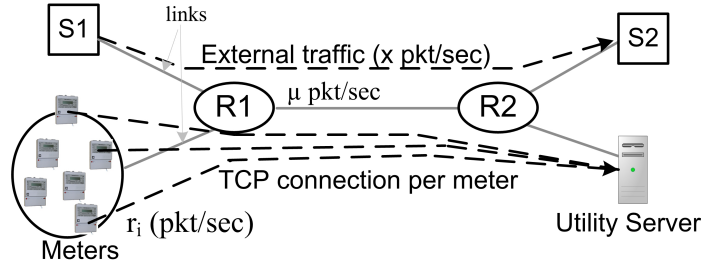 links
S1
External traffic (x pkt/sec)
S2
R1
μ pkt/sec
R2
TCP connection per meter
rᵢ (pkt/sec)
Meters
Utility Server